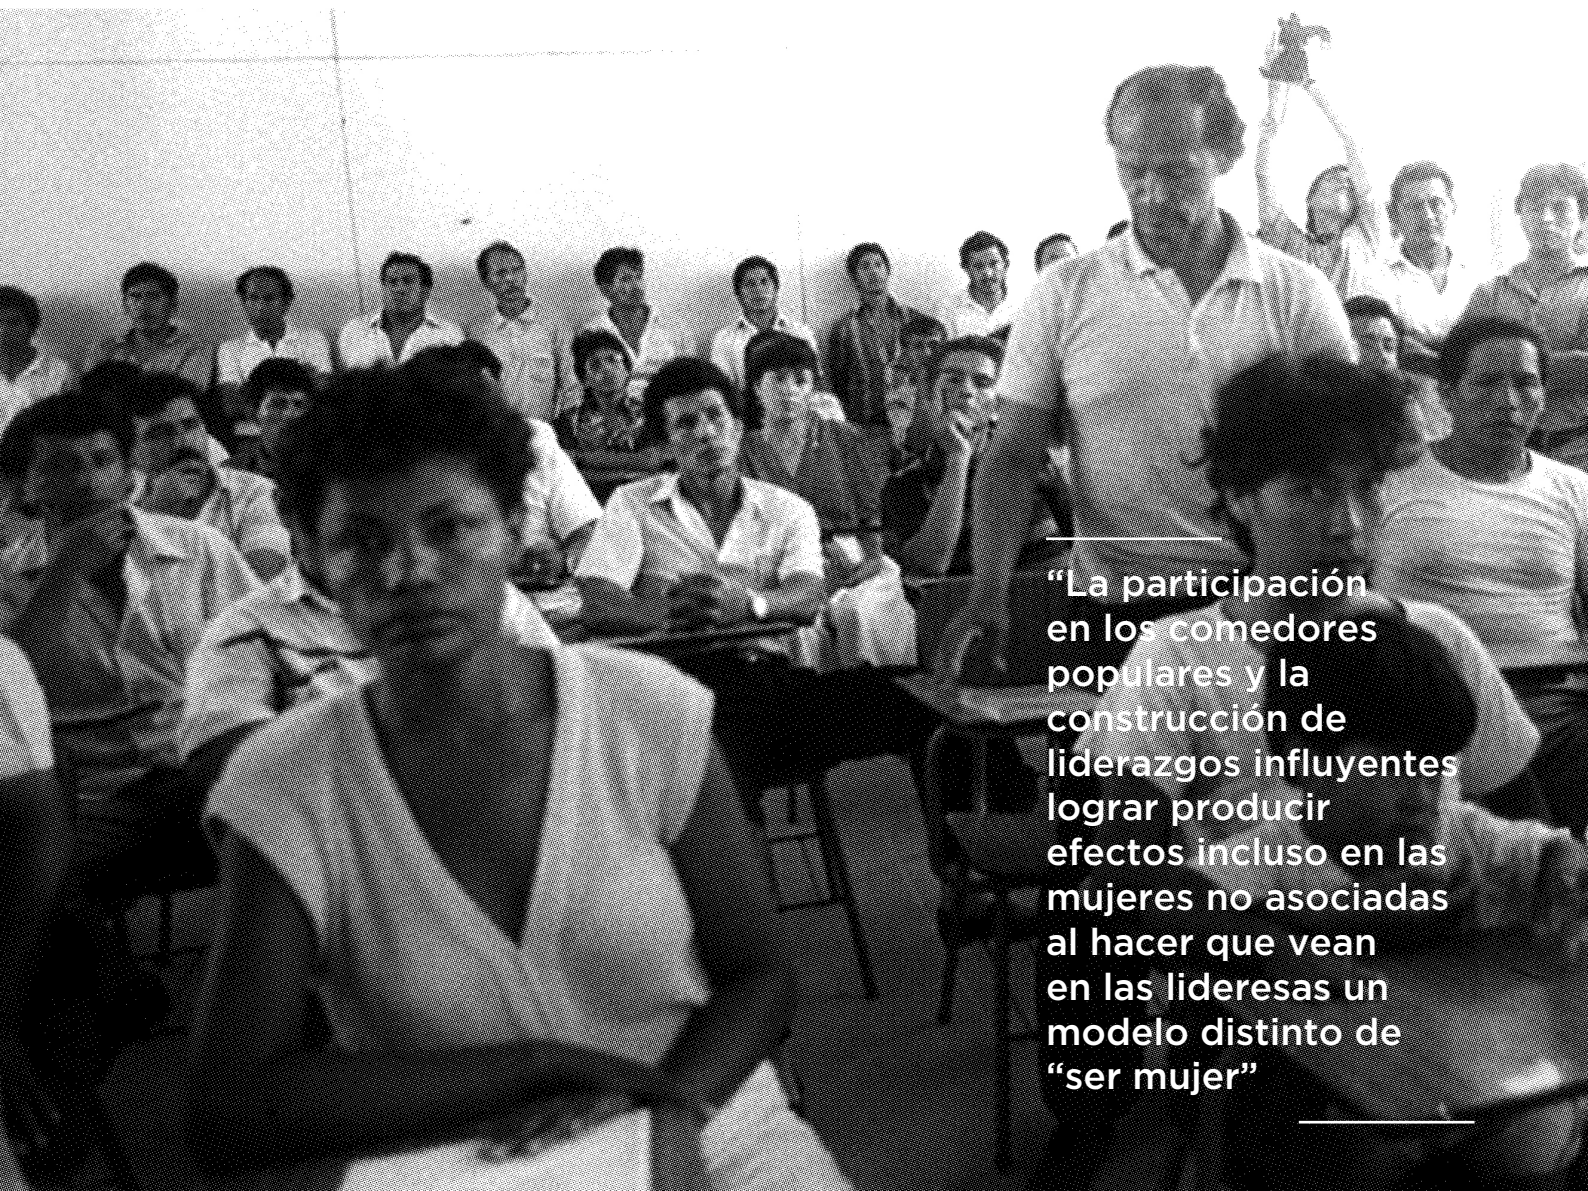 “La participación
en los comedores
populares y la
construcción de
liderazgos influyentes
lograr producir
efectos incluso en las
mujeres no asociadas
al hacer que vean
en las lideresas un
modelo distinto de
“ser mujer”